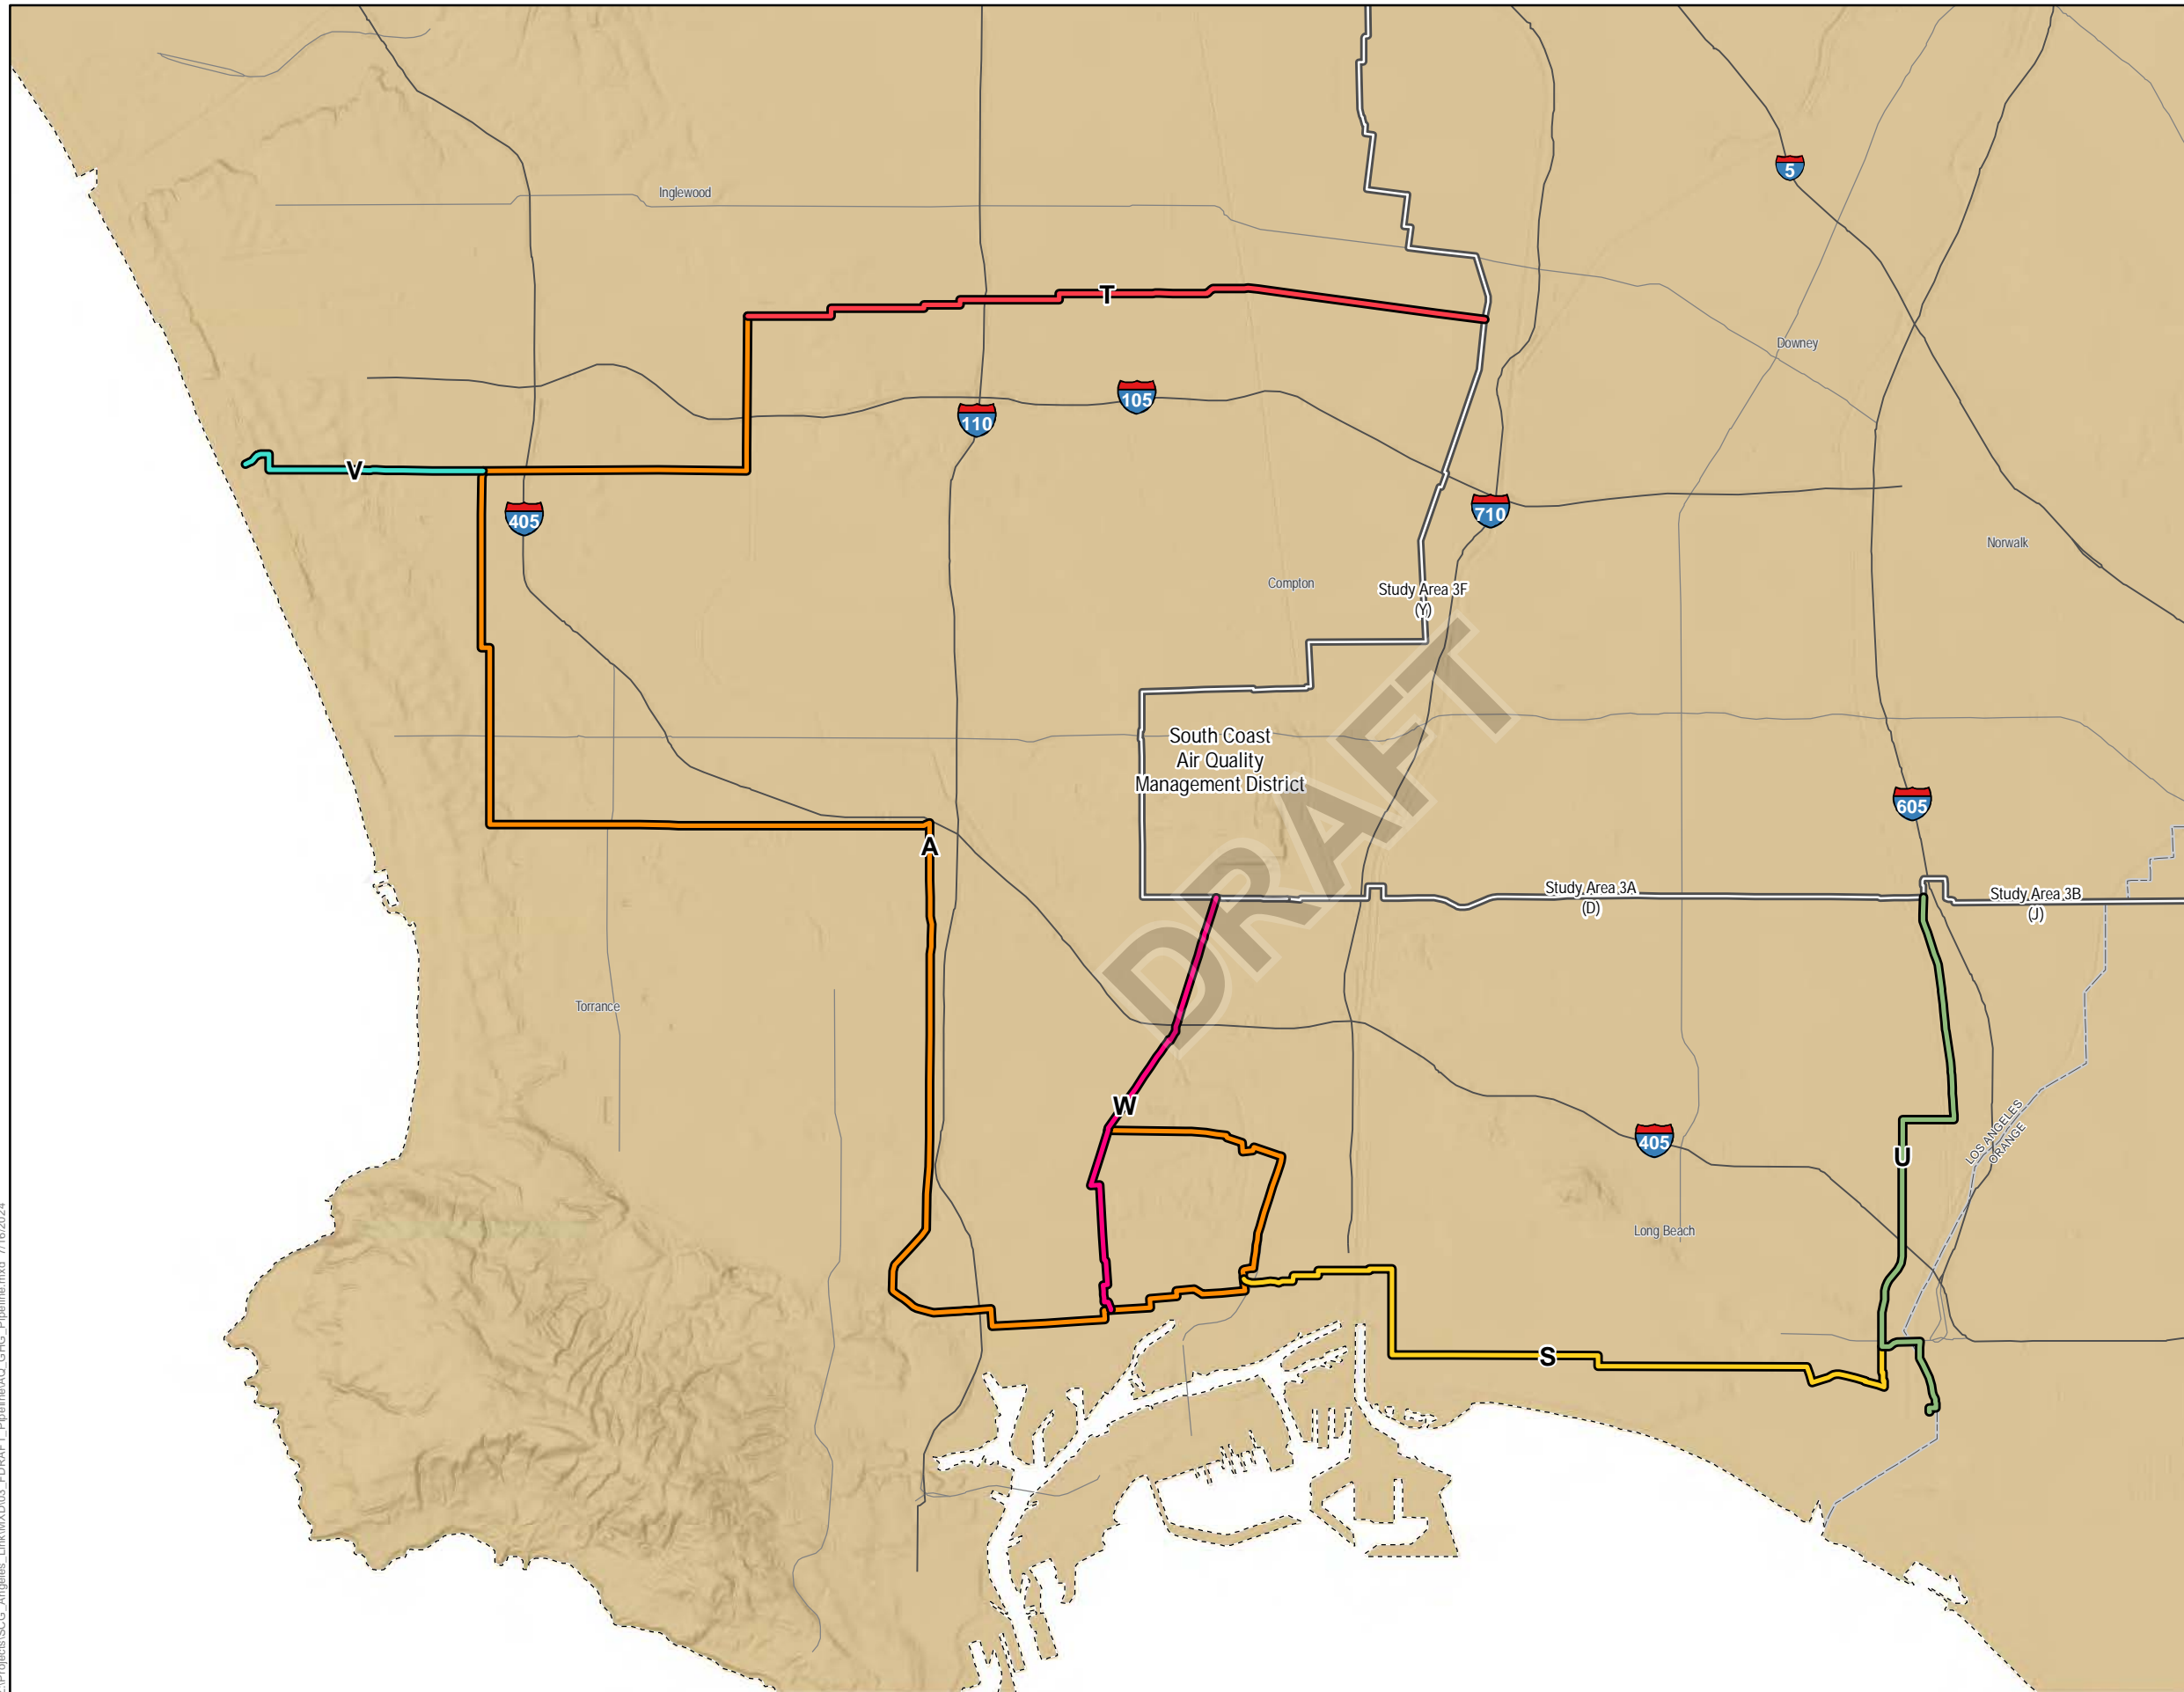 5
Inglewood
T
Downey
105
110
V
710
405
Norwalk
Compton
Study Area 3F
(Y)
South Coast
Air Quality
Management District
605
A
Study Area 3A
(D)
Study Area 3B
(J)
DRAFT
Torrance
W
405
LOS ANGELES
ORANGE
U
Long Beach
S